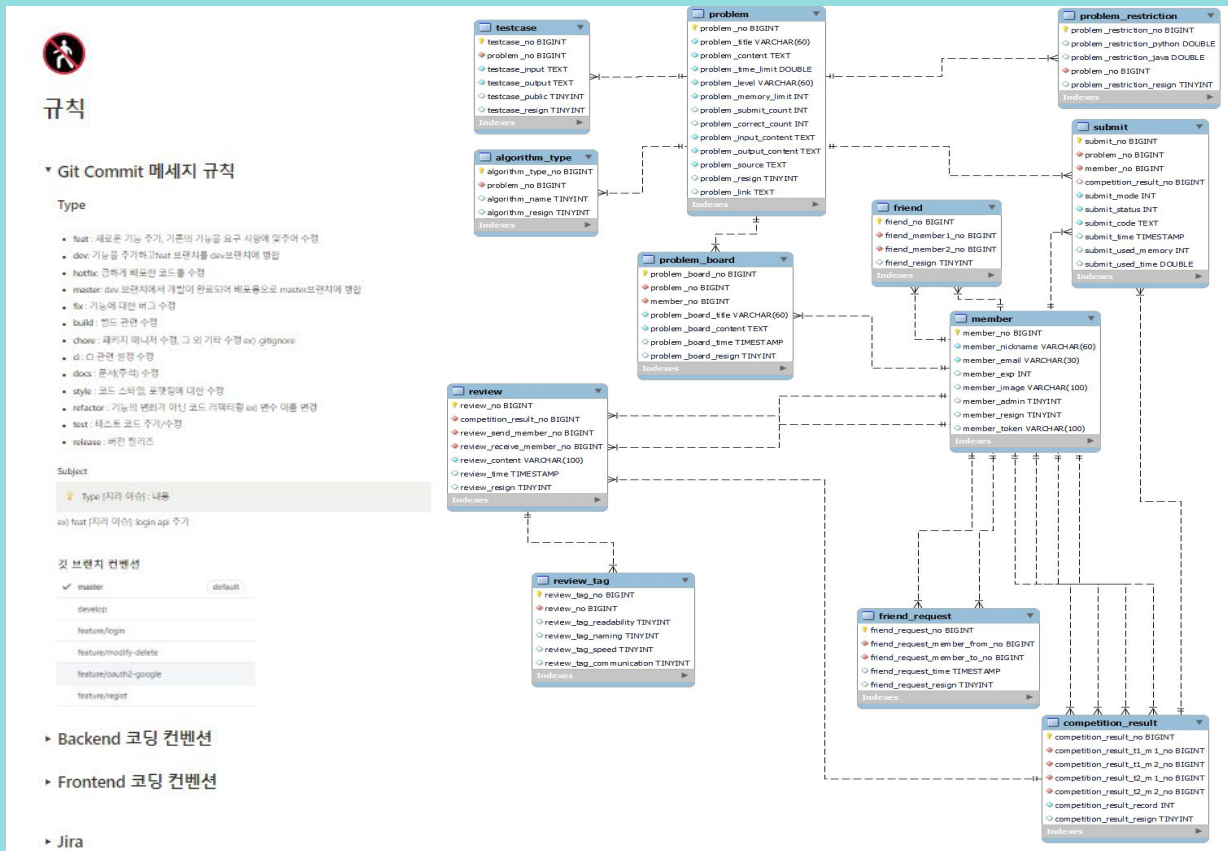 규칙
Git Commit 메세지 규칙
Type
feat : 새로운 기능 추가, 기존의 기능을 요구 사항에 맞추어 수정
dev: 기능을 추가하고feat 브랜치를 dev브랜치에 병합
hotfix: 급하게 배포한 코드를 수정
master: dev 브랜치에서 개발이 완료되어 배포용으로 master브랜치에 병합
fix : 기능에 대한 버그 수정
build : 빌드 관련 수정
chore : 패키지 매니저 수정, 그 외 기타 수정 ex) .gitignore
ci : CI 관련 설정 수정
docs : 문서(주석) 수정
style : 코드 스타일, 포맷팅에 대한 수정
refactor : 기능의 변화가 아닌 코드 리팩터링 ex) 변수 이름 변경
test : 테스트 코드 추가/수정
release : 버전 릴리즈
Subject
Type [지라 이슈] : 내용
ex) feat [지라 이슈]: login api 추가
깃 브랜치 컨벤션
master default
develop
feature/login
feature/modify-delete
feature/oauth2-google
feature/regist
Backend 코딩 컨벤션
Frontend 코딩 컨벤션
Jira
testcase
testcase_no BIGINT
problem_no BIGINT
testcase_input TEXT
testcase_output TEXT
testcase_public TINYINT
testcase_resign TINYINT
Indexes
algorithm_type
algorithm_type_no BIGINT
problem_no BIGINT
algorithm_name TINYINT
algorithm_resign TINYINT
Indexes
problem
problem_no BIGINT
problem_title VARCHAR(60)
problem_content TEXT
problem_time_limit DOUBLE
problem_level VARCHAR(60)
problem_memory_limit INT
problem_submit_count INT
problem_correct_count INT
problem_input_content TEXT
problem_output_content TEXT
problem_source TEXT
problem_resign TINYINT
problem_link TEXT
Indexes
problem_restriction
problem_restriction_no BIGINT
problem_restriction_python DOUBLE
problem_restriction_java DOUBLE
problem_no BIGINT
problem_restriction_resign TINYINT
Indexes
submit
submit_no BIGINT
problem_no BIGINT
member_no BIGINT
competition_result_no BIGINT
submit_mode INT
submit_status INT
submit_code TEXT
submit_time TIMESTAMP
submit_used_memory INT
submit_used_time DOUBLE
Indexes
friend
friend_no BIGINT
friend_member1_no BIGINT
friend_member2_no BIGINT
friend_resign TINYINT
Indexes
problem_board
problem_board_no BIGINT
problem_no BIGINT
member_no BIGINT
problem_board_title VARCHAR(60)
problem_board_content TEXT
problem_board_time TIMESTAMP
problem_board_resign TINYINT
Indexes
member
member_no BIGINT
member_nickname VARCHAR(60)
member_email VARCHAR(30)
member_exp INT
member_image VARCHAR(100)
member_admin TINYINT
member_resign TINYINT
member_token VARCHAR(100)
Indexes
review
review_no BIGINT
competition_result_no BIGINT
review_send_member_no BIGINT
review_receive_member_no BIGINT
review_content VARCHAR(100)
review_time TIMESTAMP
review_resign TINYINT
Indexes
review_tag
review_tag_no BIGINT
review_no BIGINT
review_tag_readability TINYINT
review_tag_naming TINYINT
review_tag_speed TINYINT
review_tag_communication TINYINT
Indexes
friend_request
friend_request_no BIGINT
friend_request_member_from_no BIGINT
friend_request_member_to_no BIGINT
friend_request_time TIMESTAMP
friend_request_resign TINYINT
Indexes
competition_result
competition_result_no BIGINT
competition_result_t1_m1_no BIGINT
competition_result_t1_m2_no BIGINT
competition_result_t2_m1_no BIGINT
competition_result_t2_m2_no BIGINT
competition_result_record INT
competition_result_resign TINYINT
Indexes